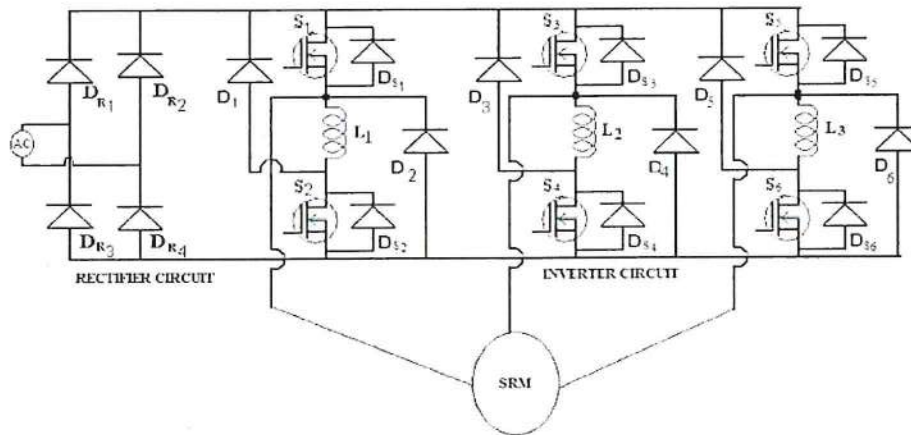 S1
S3
S5
DR1
DR2
D1
DS1
D3
DS3
D5
DS5
AC
L1
L2
L3
D2
D4
D6
S2
S4
S6
DR3
DR4
DS2
DS4
DS6
RECTIFIER CIRCUIT
INVERTER CIRCUIT
SRM